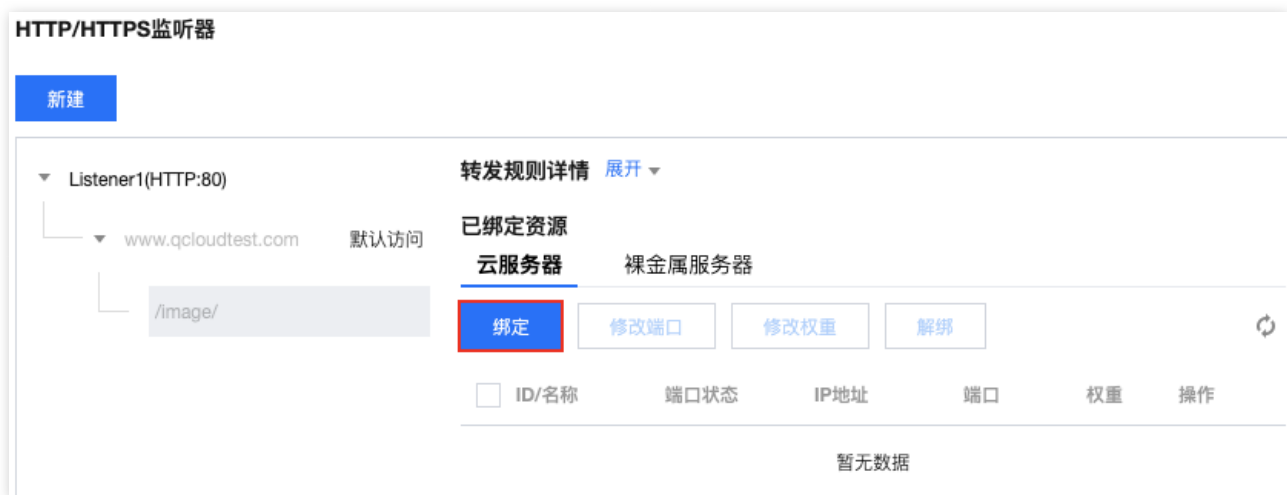 HTTP/HTTPS监听器
新建
Listener1(HTTP:80)
www.qcloudtest.com 默认访问
/image/
转发规则详情 展开
已绑定资源
云服务器 裸金属服务器
绑定 修改端口 修改权重 解绑
ID/名称 端口状态 IP地址 端口 权重 操作
暂无数据